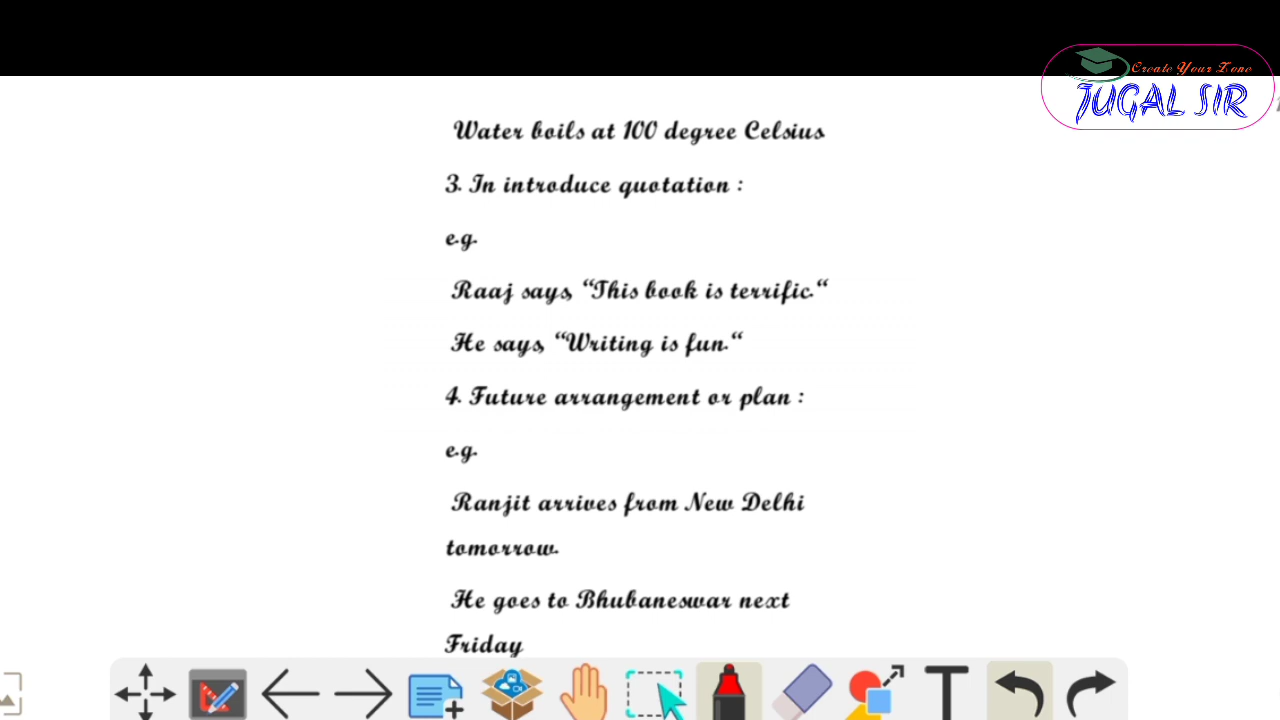 Create Your Zone
JUGAL SIR
Water boils at 100 degree Celsius
3. In introduce quotation :
e.g.
Raaj says, “This book is terrific.“
He says, “Writing is fun.“
4. Future arrangement or plan :
e.g.
Ranjit arrives from New Delhi
tomorrow.
He goes to Bhubaneswar next
Friday